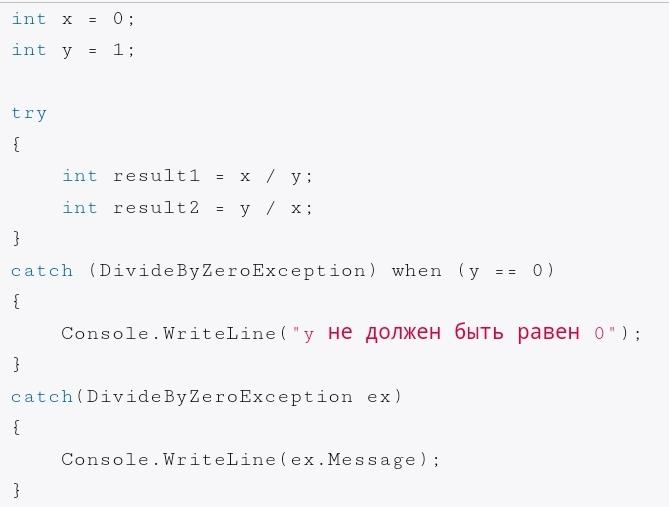 int x = 0;
int y = 1;
try
{
    int result1 = x / y;
    int result2 = y / x;
}
catch (DivideByZeroException) when (y == 0)
{
    Console.WriteLine("y не должен быть равен 0");
}
catch(DivideByZeroException ex)
{
    Console.WriteLine(ex.Message);
}